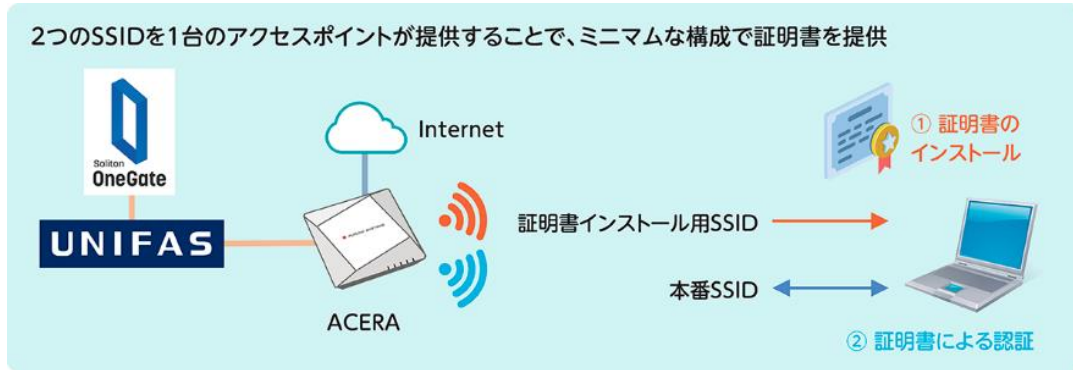 2つのSSIDを1台のアクセスポイントが提供することで、ミニマムな構成で証明書を提供
Soliton
OneGate
Internet
① 証明書の
インストール
UNIFAS
証明書インストール用SSID
本番SSID
ACERA
② 証明書による認証